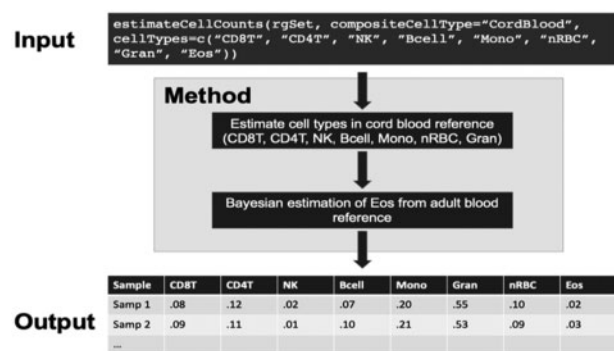 Input
estimateCellCounts(rgSet, compositeCellType=“CordBlood”,
cellTypes=c(“CD8T”, “CD4T”, “NK”, “Bcell”, “Mono”, “nRBC”,
“Gran”, “Eos”))
Method
Estimate cell types in cord blood reference
(CD8T, CD4T, NK, Bcell, Mono, nRBC, Gran)
Bayesian estimation of Eos from adult blood
reference
Output
Sample CD8T CD4T NK Bcell Mono Gran nRBC Eos
Samp 1 .08 .12 .02 .07 .20 .55 .10 .02
Samp 2 .09 .11 .01 .10 .21 .53 .09 .03
...